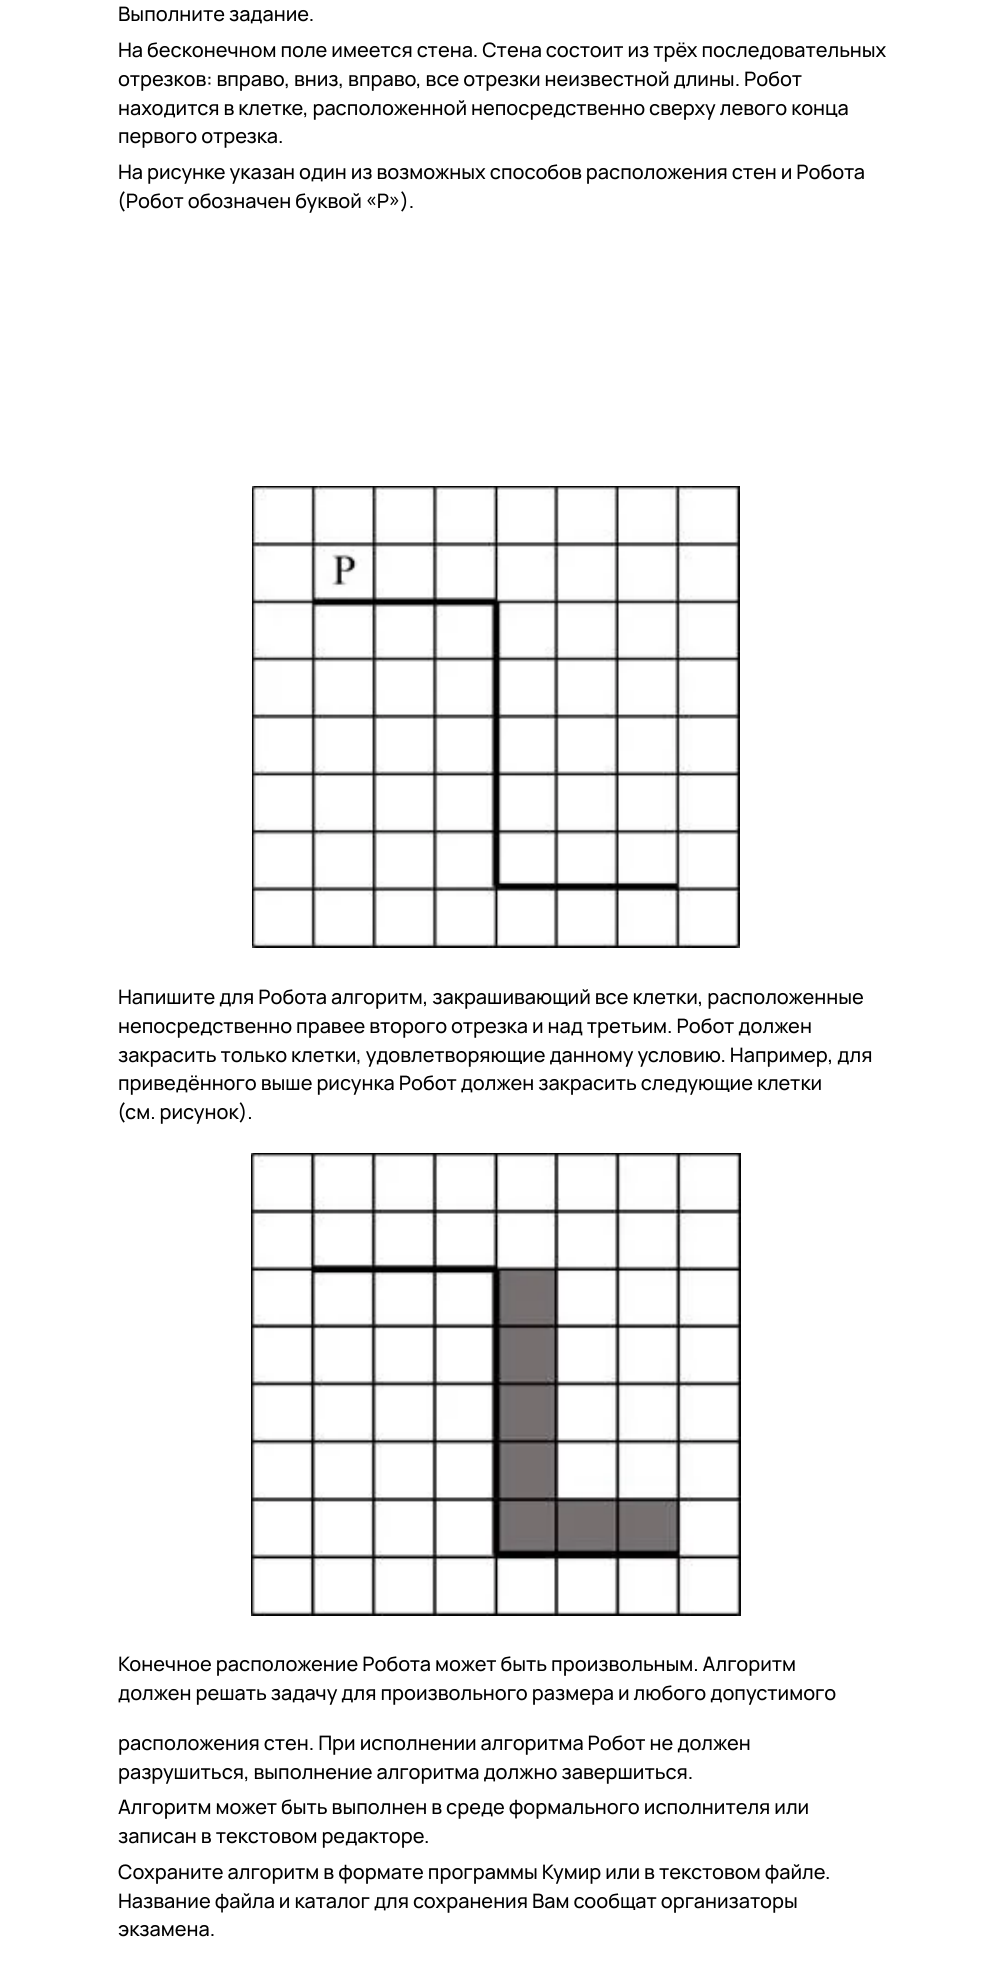 Выполните задание.
На бесконечном поле имеется стена. Стена состоит из трёх последовательных
отрезков: вправо, вниз, вправо, все отрезки неизвестной длины. Робот
находится в клетке, расположенной непосредственно сверху левого конца
первого отрезка.
На рисунке указан один из возможных способов расположения стен и Робота
(Робот обозначен буквой «Р»).
Р
Напишите для Робота алгоритм, закрашивающий все клетки, расположенные
непосредственно правее второго отрезка и над третьим. Робот должен
закрасить только клетки, удовлетворяющие данному условию. Например, для
приведённого выше рисунка Робот должен закрасить следующие клетки
(см. рисунок).
Конечное расположение Робота может быть произвольным. Алгоритм
должен решать задачу для произвольного размера и любого допустимого
расположения стен. При исполнении алгоритма Робот не должен
разрушиться, выполнение алгоритма должно завершиться.
Алгоритм может быть выполнен в среде формального исполнителя или
записан в текстовом редакторе.
Сохраните алгоритм в формате программы Кумир или в текстовом файле.
Название файла и каталог для сохранения Вам сообщат организаторы
экзамена.